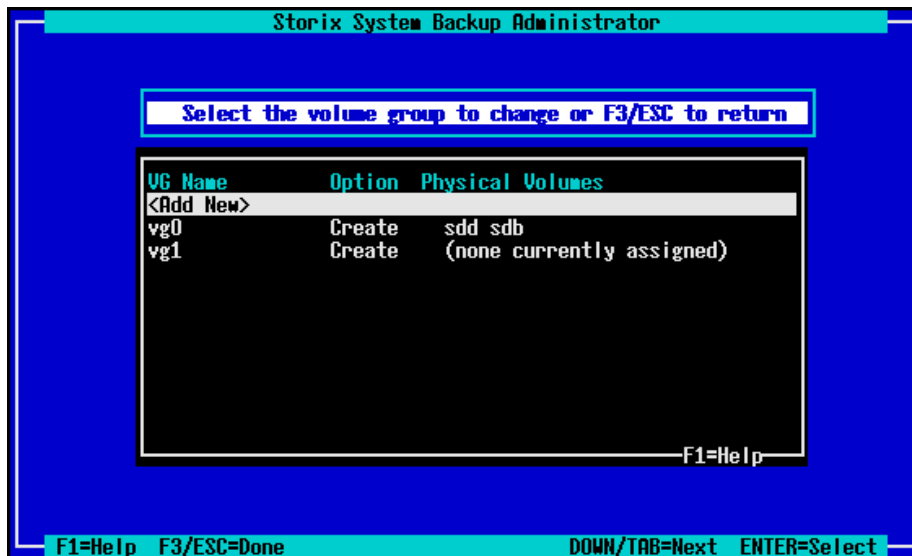 Storix System Backup Administrator
Select the volume group to change or F3/ESC to return
VG Name Option Physical Volumes
<Add New>
vg0 Create sdd sdb
vg1 Create (none currently assigned)
F1=Help
F1=Help F3/ESC=Done DOWN/TAB=Next ENTER=Select